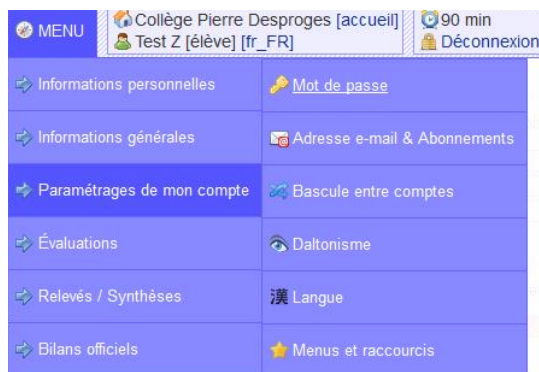 MENU
Collège Pierre Desproges [accueil]
Test Z [élève] [fr_FR]
90 min
Déconnexion
Informations personnelles
Informations générales
Paramétrages de mon compte
Évaluations
Relevés / Synthèses
Bilans officiels
Mot de passe
Adresse e-mail & Abonnements
Bascule entre comptes
Daltonisme
漢 Langue
Menus et raccourcis